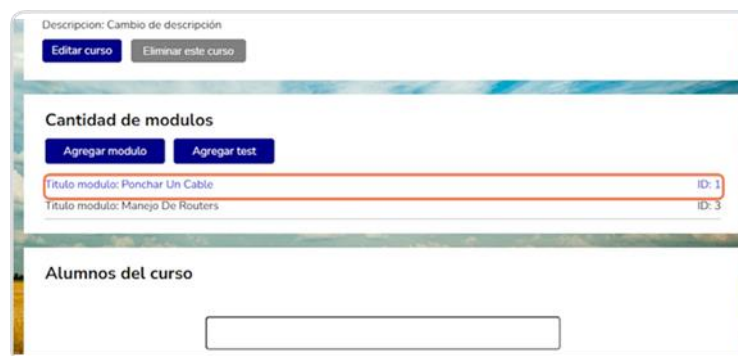 Descripcion: Cambio de descripción
Editar curso Eliminar este curso
Cantidad de modulos
Agregar modulo Agregar test
Titulo modulo: Ponchar Un Cable ID: 1
Titulo modulo: Manejo De Routers ID: 3
Alumnos del curso